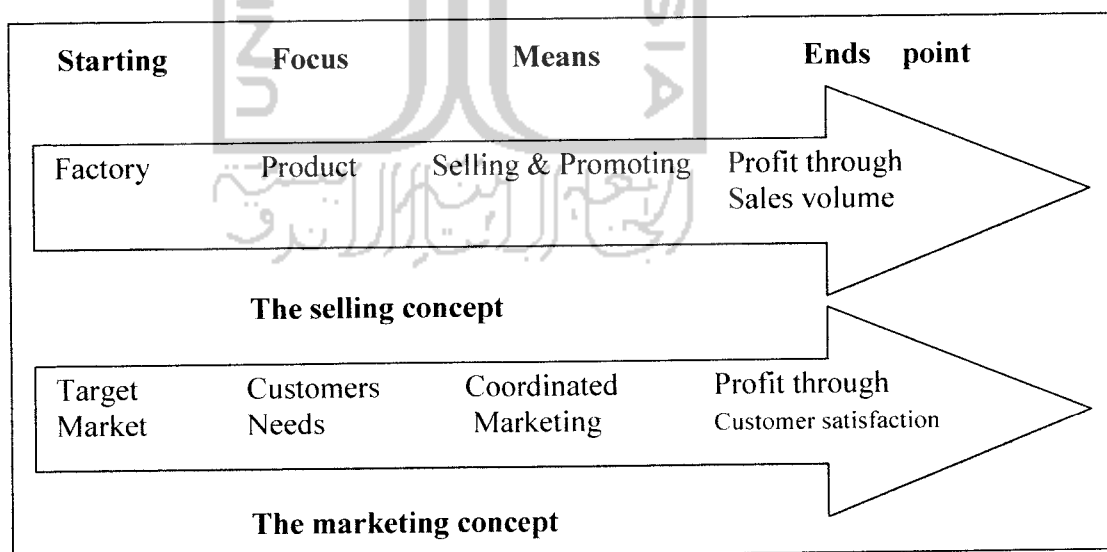 Starting Focus Means Ends point
Factory Product Selling & Promoting Profit through
Sales volume
The selling concept
Target Customers Coordinated Profit through
Market Needs Marketing Customer satisfaction
The marketing concept